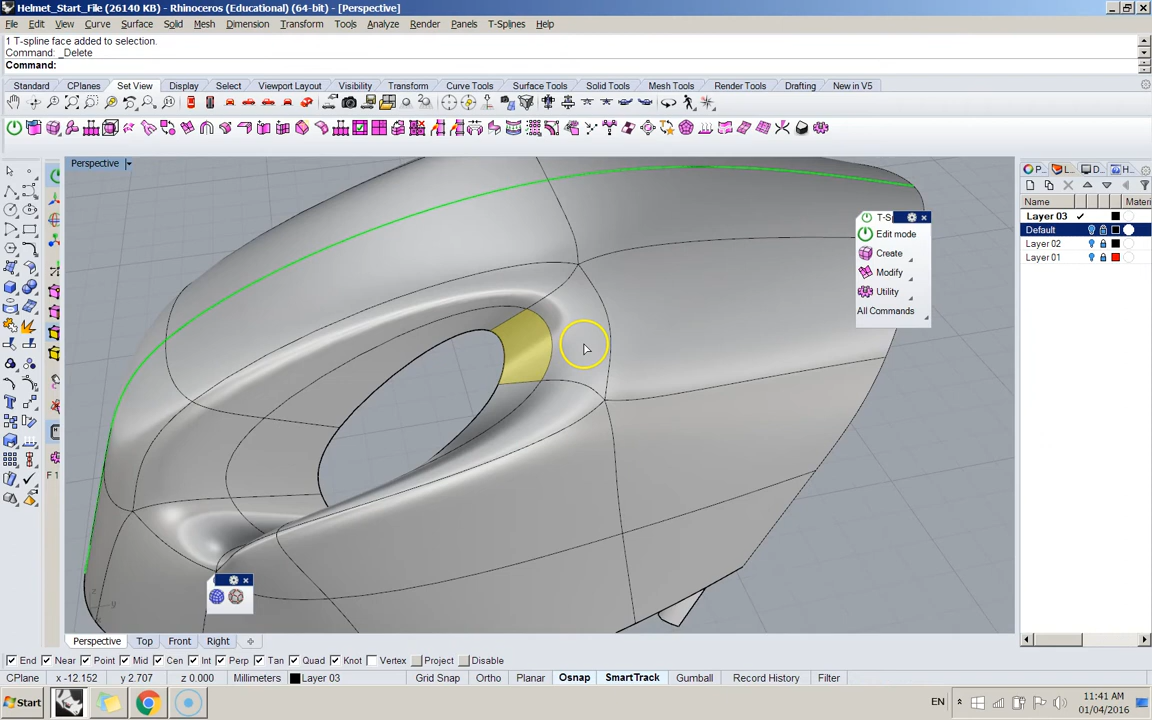 Helmet_Start_File (26140 KB) - Rhinoceros (Educational) (64-bit) - [Perspective]
File Edit View Curve Surface Solid Mesh Dimension Transform Tools Analyze Render Panels T-Splines Help
1 T-spline face added to selection.
Command: _Delete
Command:
Standard CPlanes Set View Display Select Viewport Layout Visibility Transform Curve Tools Surface Tools Solid Tools Mesh Tools Render Tools Drafting New in V5
Perspective
P... L... D... H...
Name Materi
Layer 03
Default
Layer 02
Layer 01
T-S
Edit mode
Create
Modify
Utility
All Commands
F 1
z
y
Perspective Top Front Right
End Near Point Mid Cen Int Perp Tan Quad Knot Vertex Project Disable
CPlane x -12.152 y 2.707 z 0.000 Millimeters Layer 03 Grid Snap Ortho Planar Osnap SmartTrack Gumball Record History Filter
Start EN 11:41 AM
01/04/2016